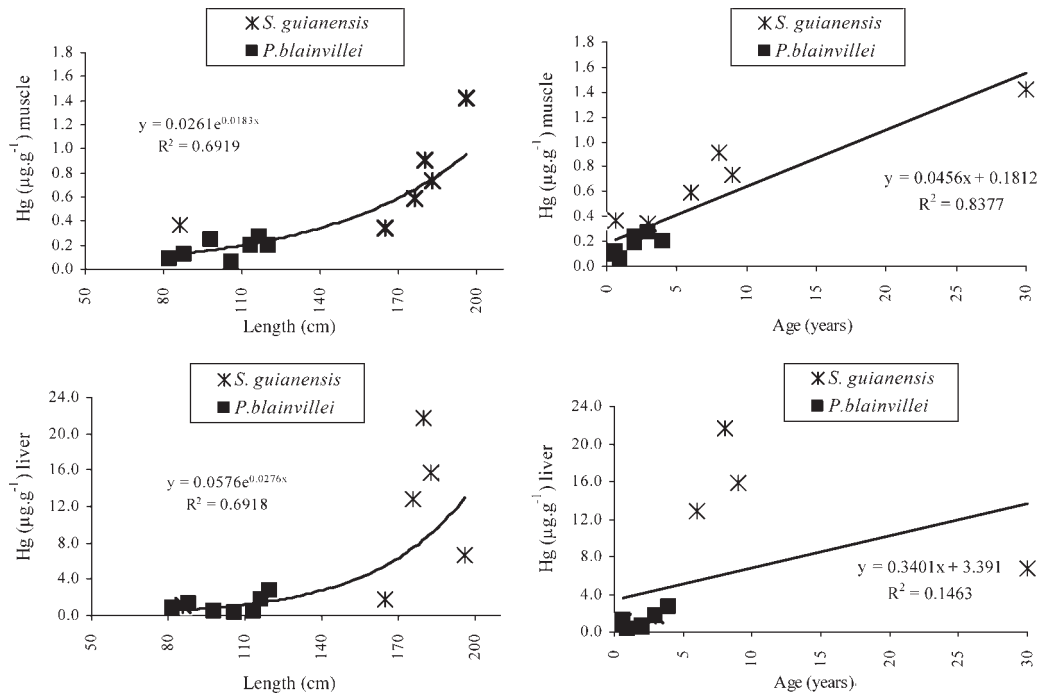 S. guianensis
P.blainvillei
1.8
1.6
1.4
1.2
1.0
0.8
0.6
0.4
0.2
0.0
Hg (µg.g⁻¹) muscle
y = 0.0261e^0.0183x
R² = 0.6919
50
80
110
140
170
200
Length (cm)
S. guianensis
P.blainvillei
1.8
1.6
1.4
1.2
1.0
0.8
0.6
0.4
0.2
0.0
Hg (µg.g⁻¹) muscle
y = 0.0456x + 0.1812
R² = 0.8377
0
5
10
15
20
25
30
Age (years)
S. guianensis
P.blainvillei
24.0
20.0
16.0
12.0
8.0
4.0
0.0
Hg (µg.g⁻¹) liver
y = 0.0576e^0.0276x
R² = 0.6918
50
80
110
140
170
200
Length (cm)
S. guianensis
P.blainvillei
24.0
20.0
16.0
12.0
8.0
4.0
0.0
Hg (µg.g⁻¹) liver
y = 0.3401x + 3.391
R² = 0.1463
0
5
10
15
20
25
30
Age (years)